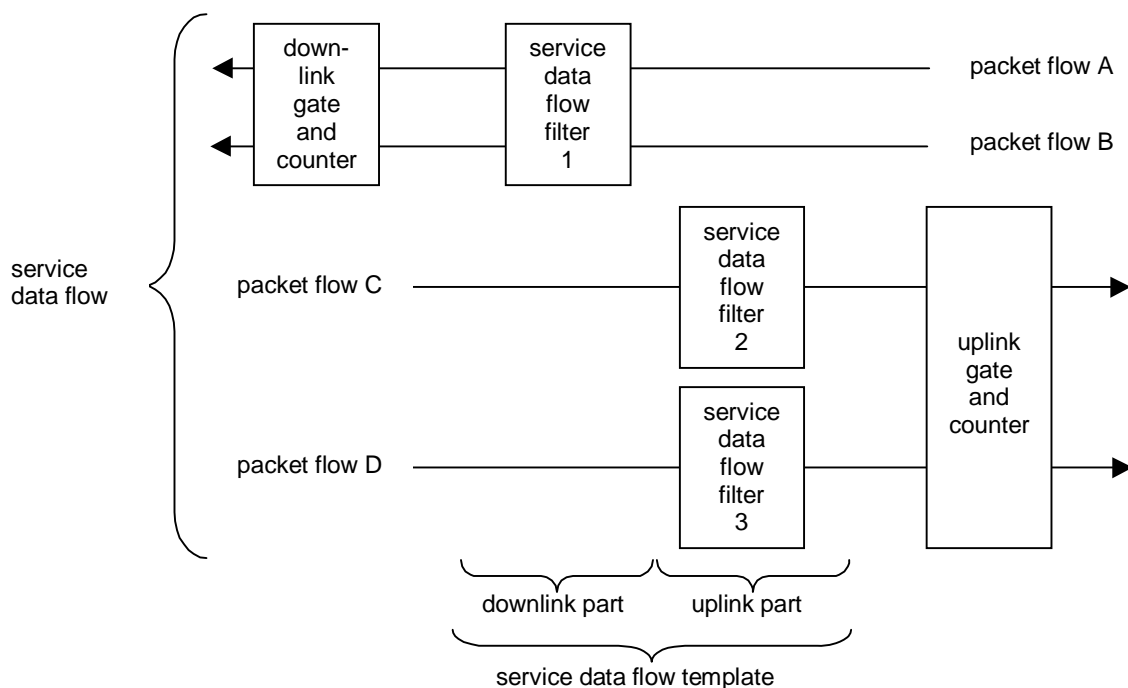 down-
link
gate
and
counter
service
data
flow
filter
1
packet flow A
packet flow B
service
data flow
packet flow C
service
data
flow
filter
2
uplink
gate
and
counter
packet flow D
service
data
flow
filter
3
downlink part
uplink part
service data flow template